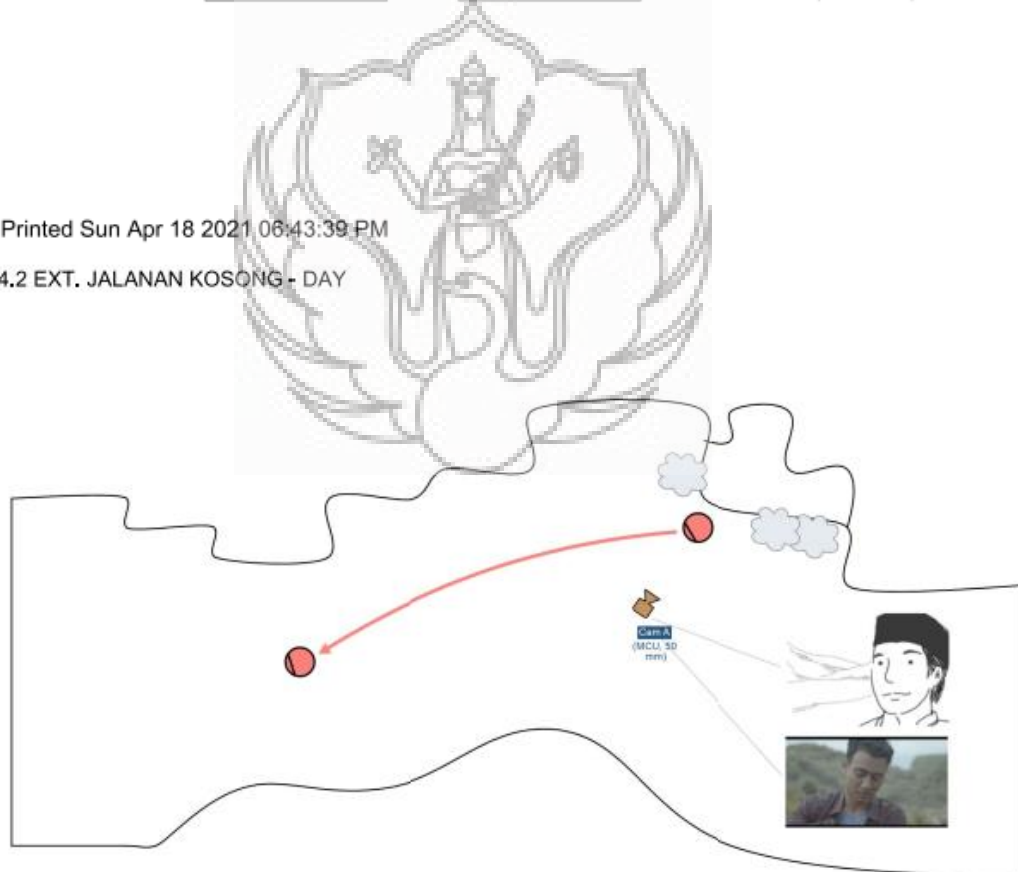 Printed Sun Apr 18 2021 06:43:39 PM
4.2 EXT. JALANAN KOSONG - DAY
Cam A
(MCU, 50
mm)